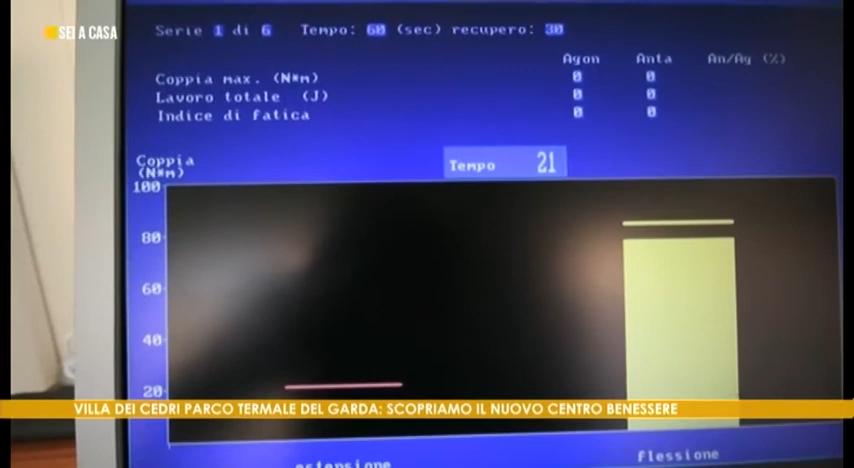 SEI A CASA
Serie 1 di 6 Tempo: 60 (sec) recupero: 30
Agon Anta An/Ag (%)
Coppia max. (N*m) 0 0
Lavoro totale (J) 0 0
Indice di fatica 0 0
Coppia
(N*m)
Tempo 21
100
80
60
40
20
VILLA DEI CEDRI PARCO TERMALE DEL GARDA: SCOPRIAMO IL NUOVO CENTRO BENESSERE
estensione flessione